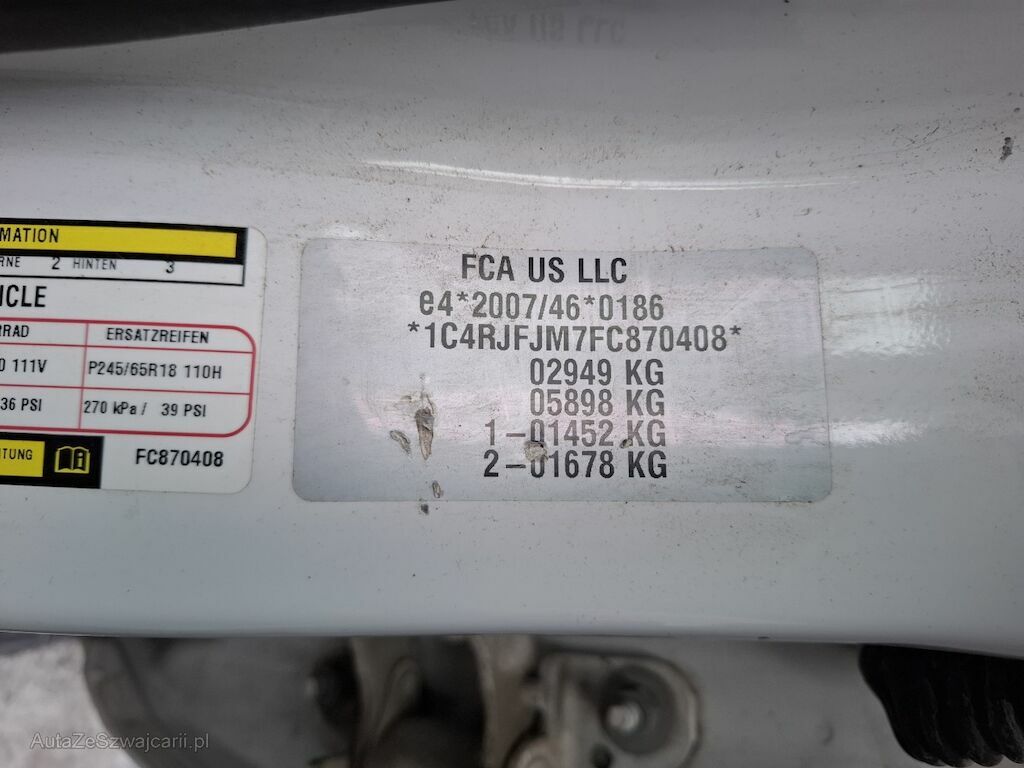 MATION
RNE 2 HINTEN 3
ICLE
RRAD ERSATZREIFEN
0 111V P245/65R18 110H
36 PSI 270 kPa / 39 PSI
ITUNG FC870408
FCA US LLC
e4*2007/46*0186
*1C4RJFJM7FC870408*
02949 KG
05898 KG
1-01452 KG
2-01678 KG
AutaZeSzwajcarii.pl